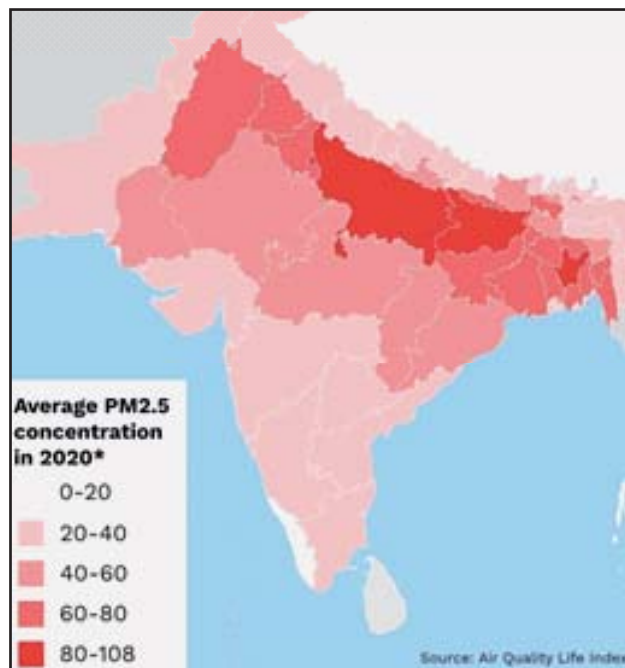 Average PM2.5
concentration
in 2020*
0-20
20-40
40-60
60-80
80-108
Source: Air Quality Life Index